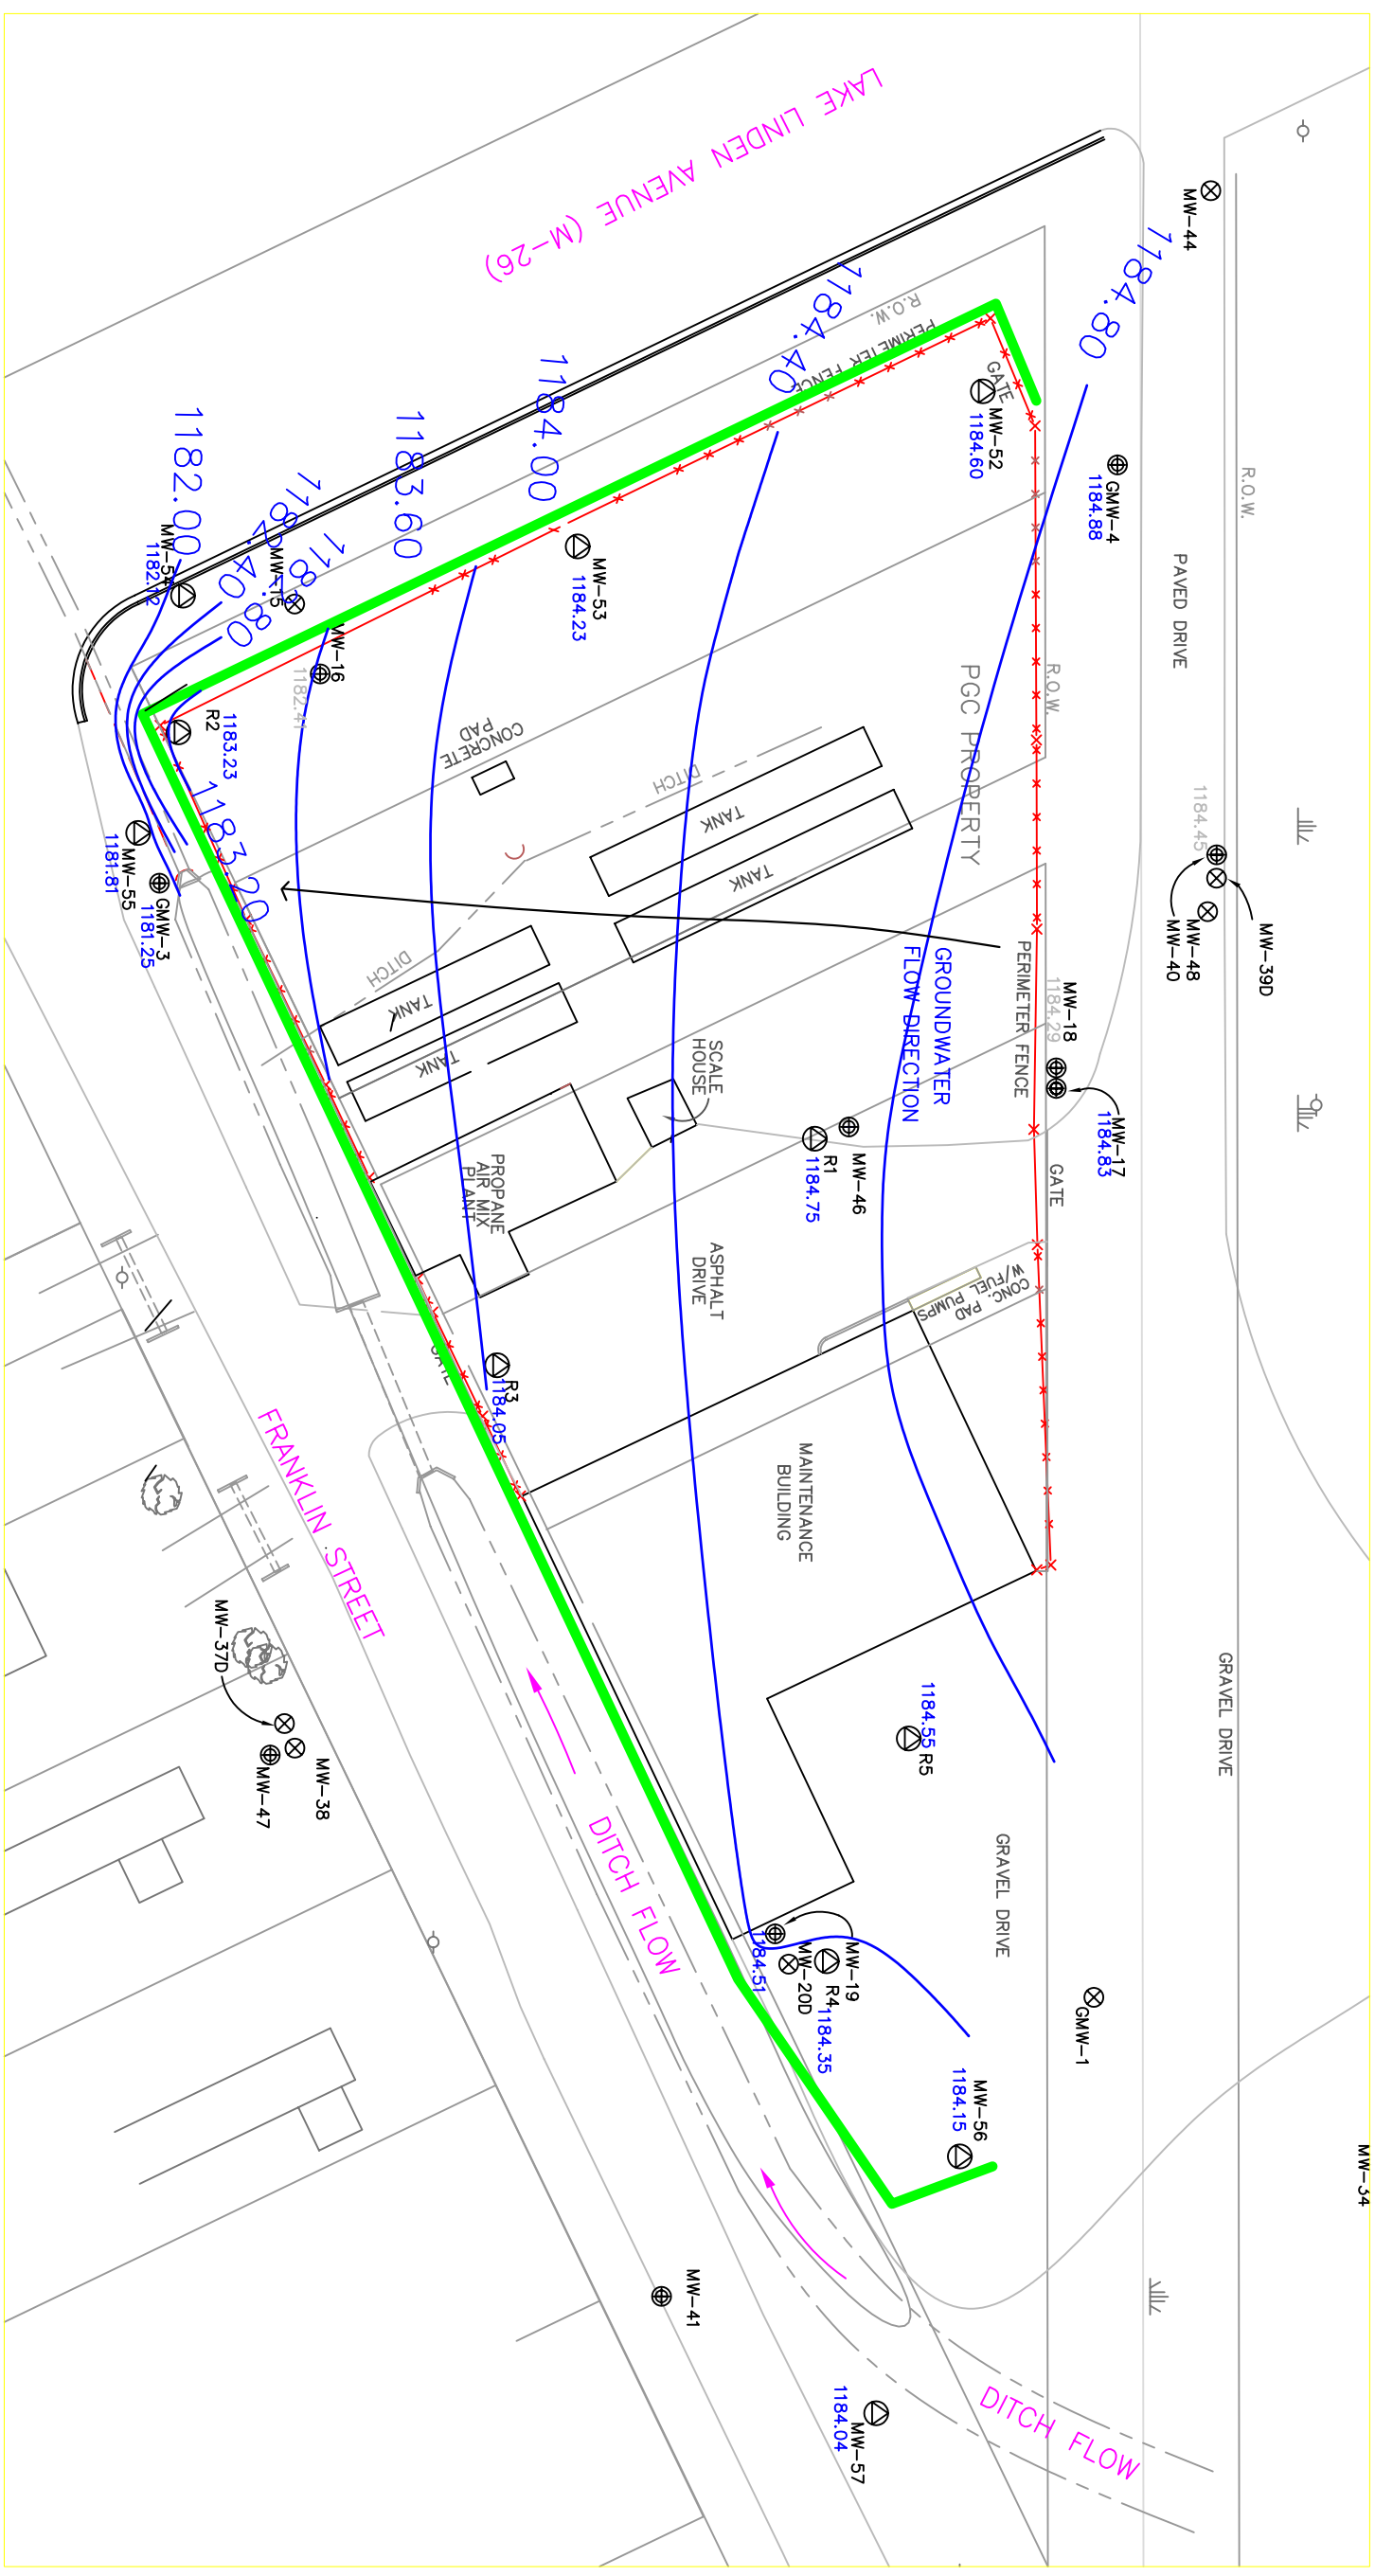 LAKE LINDEN AVENUE (M-26)
MW-44
1184.80
1184.40
R.O.W.
PERIMETER FENCE
GATE
MW-52
1184.60
GMW-4
1184.88
R.O.W.
PAVED DRIVE
1184.00
1183.60
1182.00
MW-54
1182.12
MW-15
MW-16
1182.41
MW-53
1184.23
R2
1183.23
1183.20
MW-55
1181.81
GMW-3
1181.25
CONCRETE
PAD
DITCH
TANK
TANK
PGC PROPERTY
R.O.W.
1184.45
MW-39D
MW-48
MW-40
DITCH
TANK
TANK
GROUNDWATER
FLOW DIRECTION
PERIMETER FENCE
MW-18
1184.29
MW-17
1184.83
GATE
SCALE
HOUSE
MW-46
R1
1184.75
PROPANE
AIR MIX
PLANT
ASPHALT
DRIVE
CONC. PAD
W/FUEL PUMPS
GATE
R3
1184.05
MAINTENANCE
BUILDING
FRANKLIN STREET
MW-37D
MW-38
MW-47
1184.55
R5
GRAVEL DRIVE
GRAVEL DRIVE
DITCH FLOW
MW-19
MW-20D
1184.51
R4
1184.35
GMW-1
MW-56
1184.15
MW-34
MW-41
MW-57
1184.04
DITCH FLOW